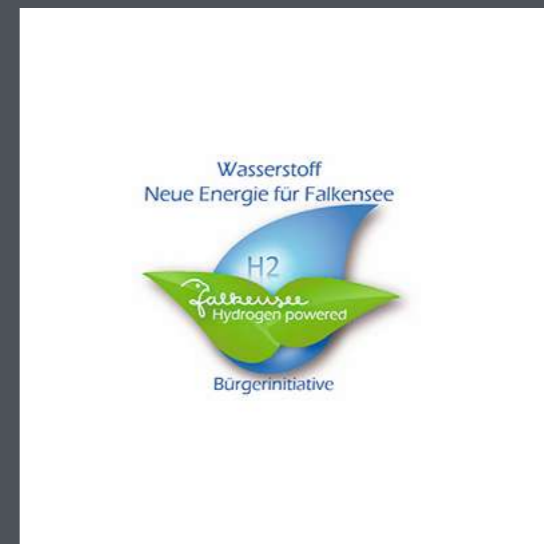 Wasserstoff
Neue Energie für Falkensee
H2
Falkensee
Hydrogen powered
Bürgerinitiative